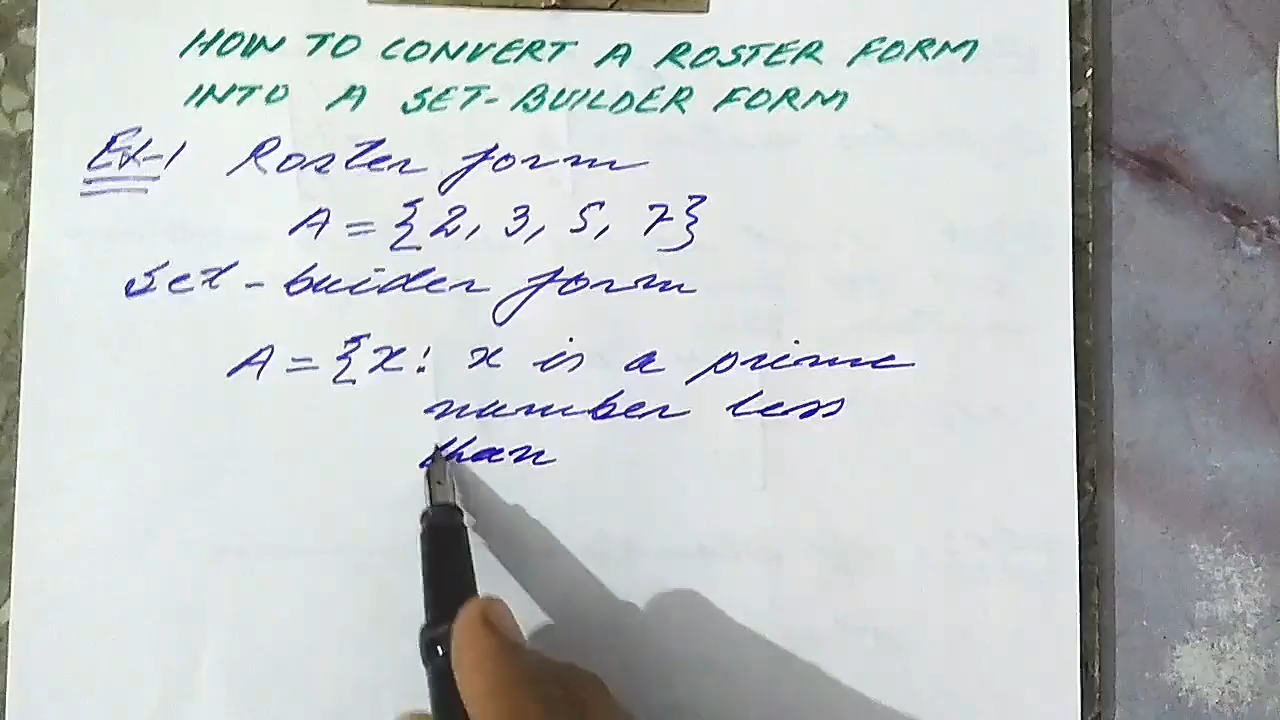 HOW TO CONVERT A ROSTER FORM
INTO A SET-BUILDER FORM
Ex-1 Roster form
A = {2, 3, 5, 7}
set-buider form
A = {x: x is a prime
number less
than